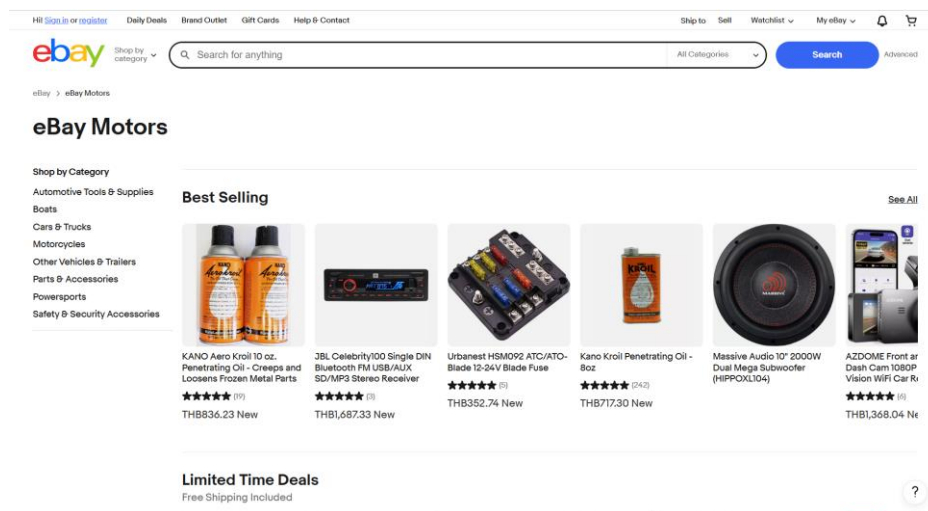 Hi! Sign in or register Daily Deals Brand Outlet Gift Cards Help & Contact Ship to Sell Watchlist My eBay
ebay Shop by category Search for anything All Categories Search Advanced
eBay > eBay Motors
eBay Motors
Shop by Category
Automotive Tools & Supplies
Boats
Cars & Trucks
Motorcycles
Other Vehicles & Trailers
Parts & Accessories
Powersports
Safety & Security Accessories
Best Selling
See All
KANO Aero Kroil 10 oz.
Penetrating Oil - Creeps and
Loosens Frozen Metal Parts
(19)
THB836.23 New
JBL Celebrity100 Single DIN
Bluetooth FM USB/AUX
SD/MP3 Stereo Receiver
(3)
THB1,687.33 New
Urbanest HSM092 ATC/ATO-
Blade 12-24V Blade Fuse
(5)
THB352.74 New
KROIL
Kano Kroil Penetrating Oil -
8oz
(242)
THB717.30 New
MASSIVE
Massive Audio 10" 2000W
Dual Mega Subwoofer
(HIPPOXL104)
AZDOME Front ar
Dash Cam 1080P
Vision WiFi Car Re
(6)
THB1,368.04 Ne
Limited Time Deals
Free Shipping Included
?